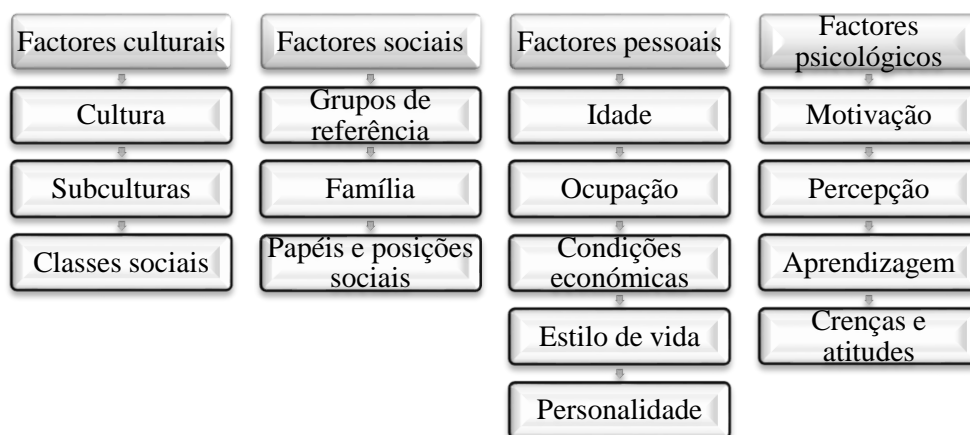 Factores culturais
Cultura
Subculturas
Classes sociais
Factores sociais
Grupos de
referência
Família
Papéis e posições
sociais
Factores pessoais
Idade
Ocupação
Condições
económicas
Estilo de vida
Personalidade
Factores
psicológicos
Motivação
Percepção
Aprendizagem
Crenças e
atitudes